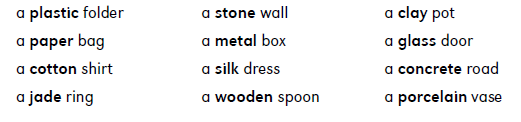 a plastic folder
a paper bag
a cotton shirt
a jade ring
a stone wall
a metal box
a silk dress
a wooden spoon
a clay pot
a glass door
a concrete road
a porcelain vase